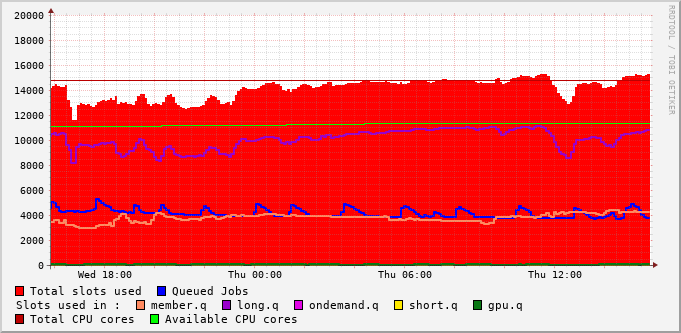 20000
18000
16000
14000
12000
10000
8000
6000
4000
2000
0
Wed 18:00 Thu 00:00 Thu 06:00 Thu 12:00
RRDTOOL / TOBI OETIKER
Total slots used Queued Jobs
Slots used in : member.q long.q ondemand.q short.q gpu.q
Total CPU cores Available CPU cores